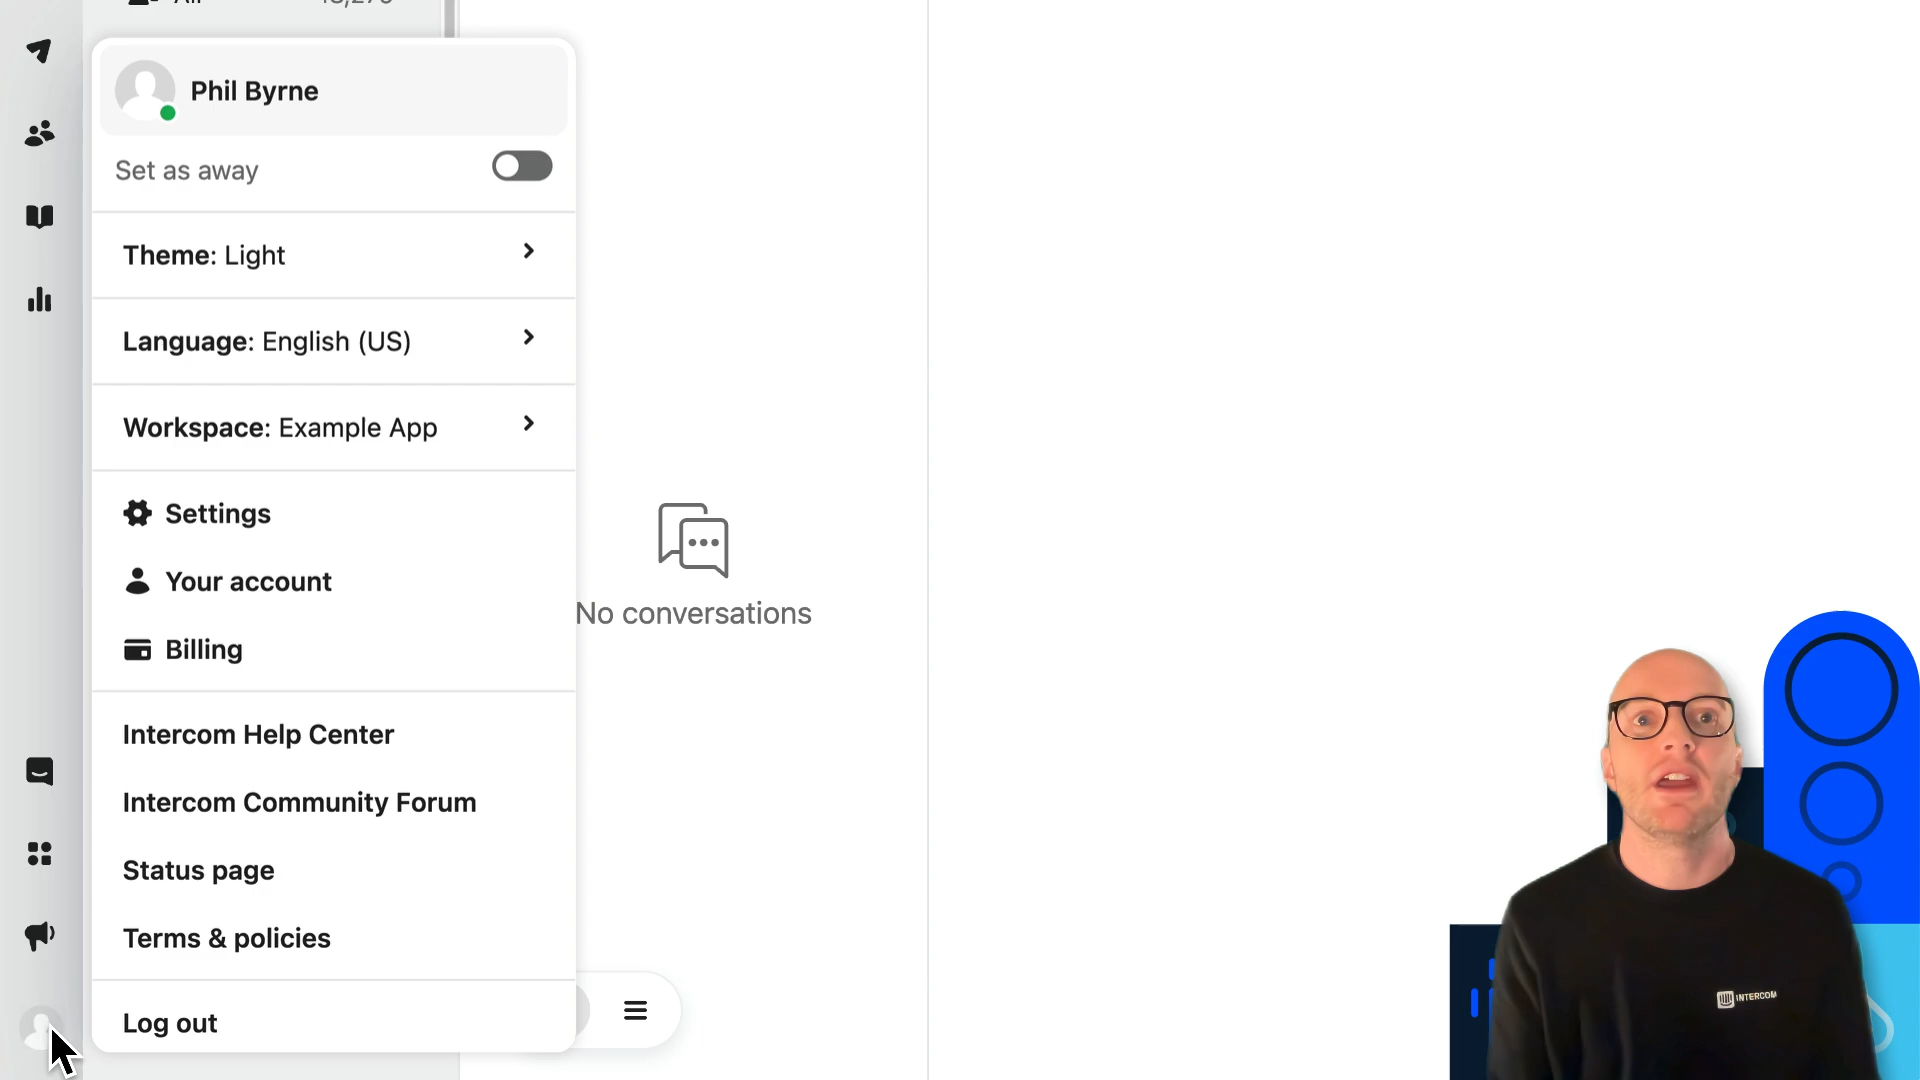 Phil Byrne
Set as away
Theme: Light
Language: English (US)
Workspace: Example App
Settings
Your account
Billing
Intercom Help Center
Intercom Community Forum
Status page
Terms & policies
Log out
No conversations
INTERCOM